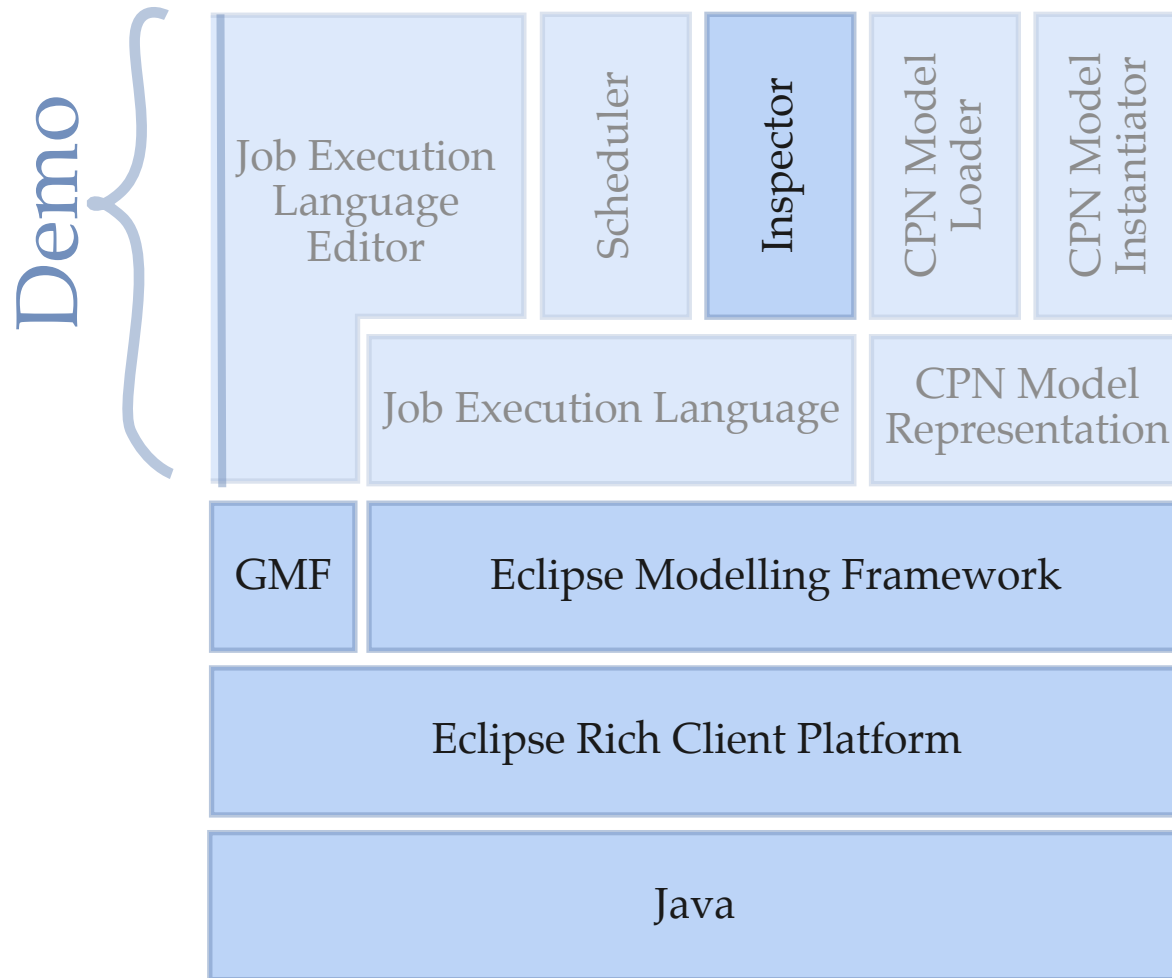 Demo
Job Execution
Language
Editor
Scheduler
Inspector
CPN Model
Loader
CPN Model
Instantiator
Job Execution Language
CPN Model
Representation
GMF
Eclipse Modelling Framework
Eclipse Rich Client Platform
Java